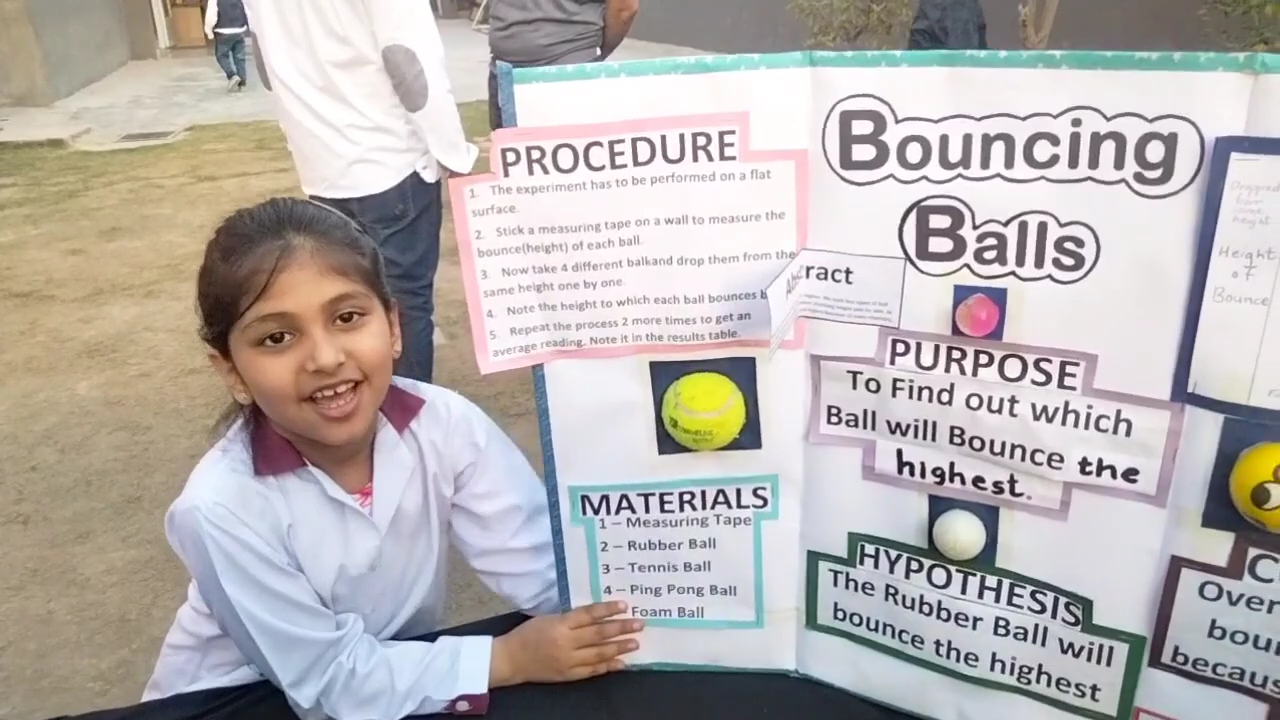 PROCEDURE
1. The experiment has to be performed on a flat
surface.
2. Stick a measuring tape on a wall to measure the
bounce(height) of each ball.
3. Now take 4 different balkand drop them from the
same height one by one.
4. Note the height to which each ball bounces
5. Repeat the process 2 more times to get an
average reading. Note it in the results table.
MATERIALS
1 – Measuring Tape
2 – Rubber Ball
3 – Tennis Ball
4 – Ping Pong Ball
Foam Ball
Bouncing
Balls
PURPOSE
To Find out which
Ball will Bounce the
highest.
HYPOTHESIS
The Rubber Ball will
bounce the highest
Dropped
from
same
height
Height
of
Bounce
Over
becaus